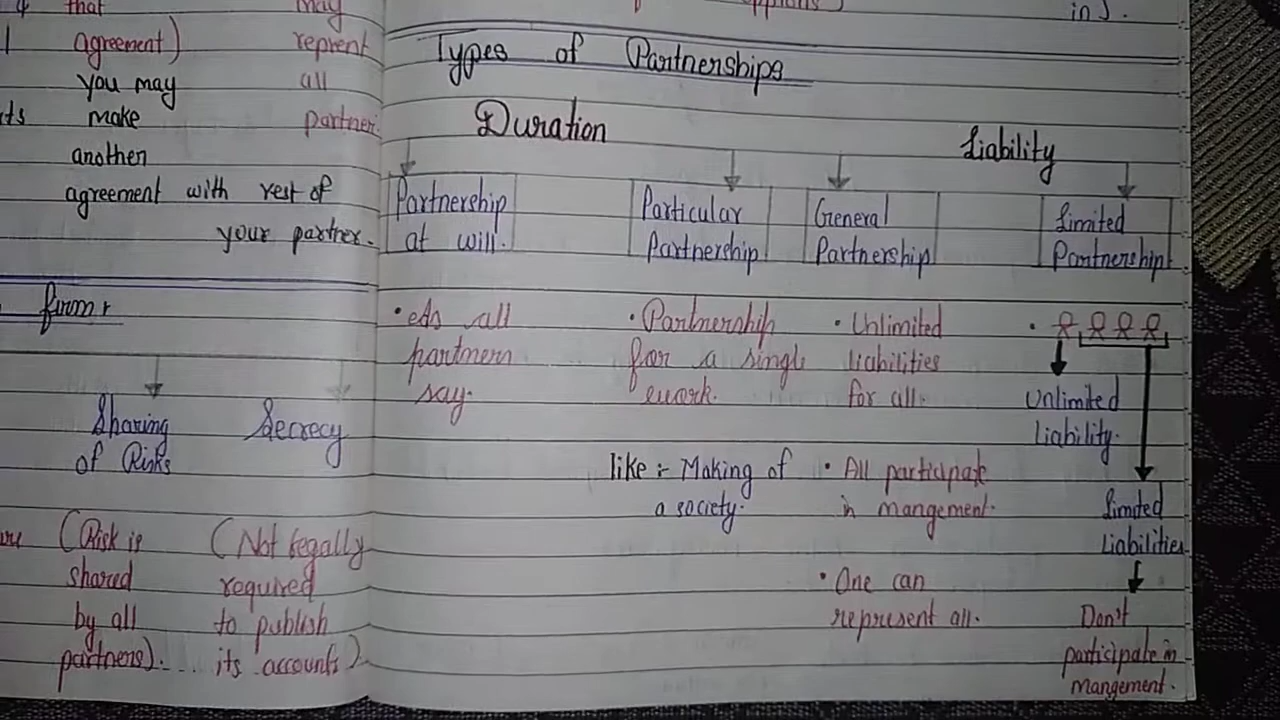 that
may
in).
agreement)
reprent
you may
all
make
partner.
another
agreement with rest of
your partner.
firm:
Sharing
of Risks
Secrecy
(Risk is
shared
by all
partners).
(Not legally
required
to publish
its accounts).
Types of Partnerships
Duration
Liability
Partnership
at will.
Particular
Partnership
General
Partnership
Limited
Partnership
• As all
partners
say.
• Partnership
for a single
work.
like :- Making of
a society.
• Unlimited
liabilities
for all.
• All participate
in mangement.
• One can
represent all.
Unlimited
liability.
Limited
Liabilities
Don't
participate in
mangement.